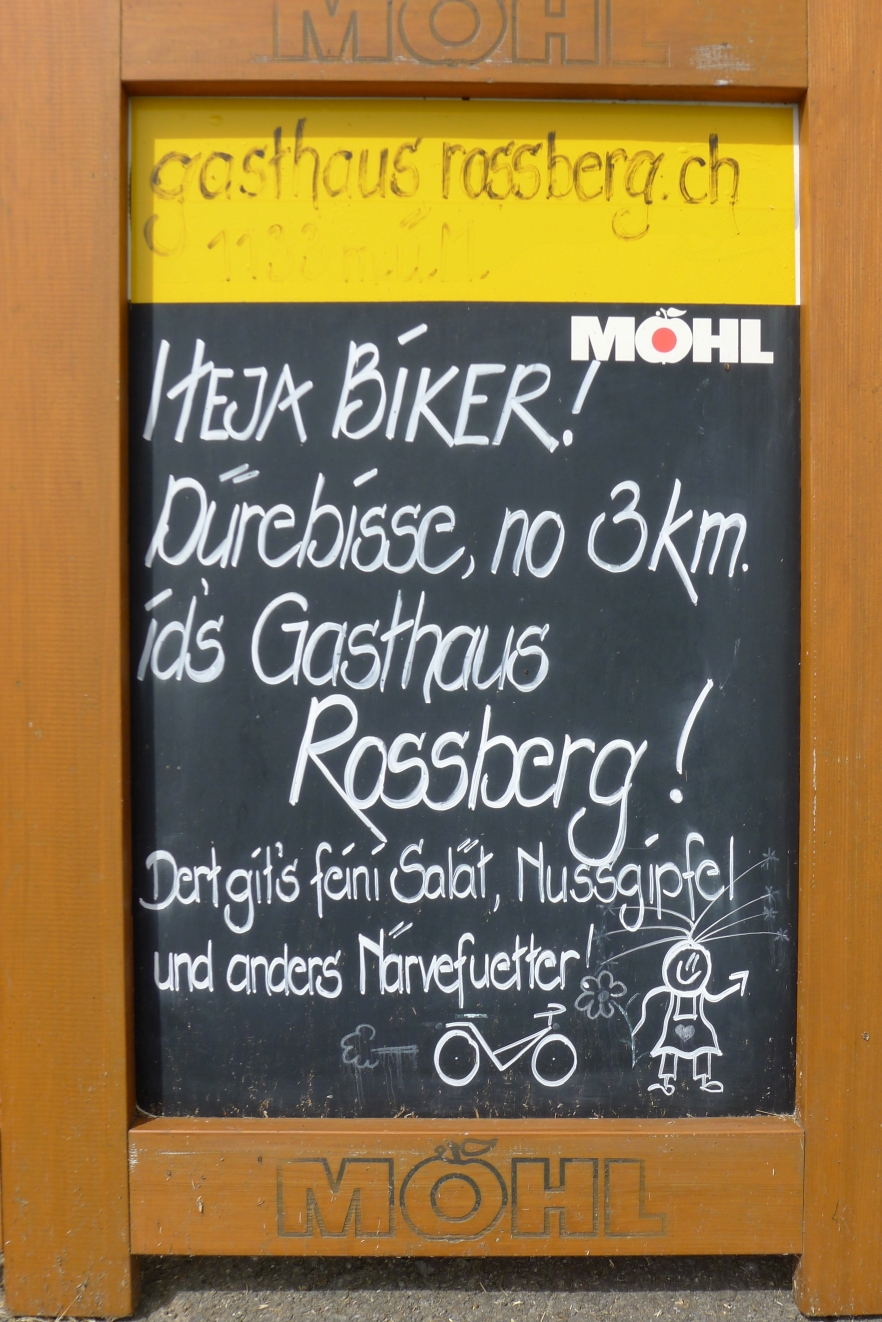 MÖHL
gasthaus rossberg.ch
1133 m.ü.M.
MÖHL
HEJA BIKER!
Dürebisse, no 3km.
id's Gasthaus
Rossberg!
Dert git's feini Salät, Nussgipfel
und anders Närvefuetter!
MÖHL